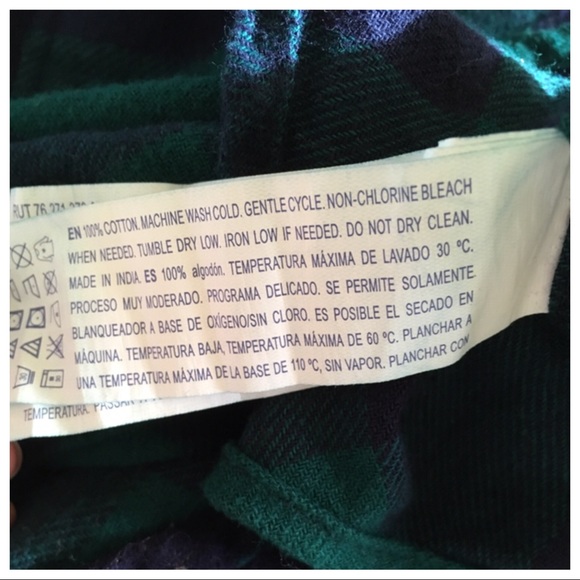 RUT 76.271.
EN 100% COTTON. MACHINE WASH COLD. GENTLE CYCLE. NON-CHLORINE BLEACH
WHEN NEEDED. TUMBLE DRY LOW. IRON LOW IF NEEDED. DO NOT DRY CLEAN.
MADE IN INDIA. ES 100% algodón. TEMPERATURA MÁXIMA DE LAVADO 30 ºC.
PROCESO MUY MODERADO. PROGRAMA DELICADO. SE PERMITE SOLAMENTE
BLANQUEADOR A BASE DE OXÍGENO/SIN CLORO. ES POSIBLE EL SECADO EN
MÁQUINA. TEMPERATURA BAJA, TEMPERATURA MÁXIMA DE 60 ºC. PLANCHAR A
UNA TEMPERATURA MÁXIMA DE LA BASE DE 110 ºC, SIN VAPOR. PLANCHAR CON
TEMPERATURA. PASSAR